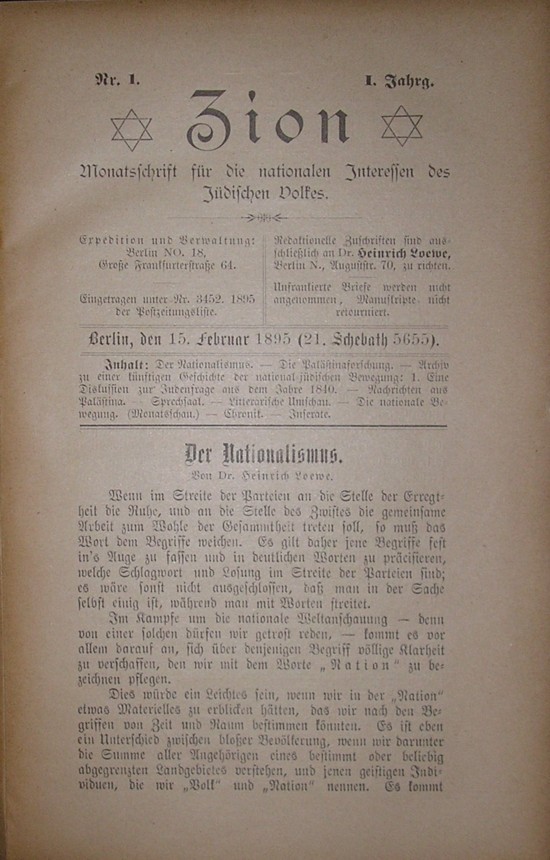 Nr. 1.
I. Jahrg.
Zion
Monatsschrift für die nationalen Interessen des
Jüdischen Volkes.
Expedition und Verwaltung:
Berlin NO. 18,
Große Frankfurterstraße 64.
Eingetragen unter Nr. 3452. 1895
der Postzeitungsliste.
Redaktionelle Zuschriften sind aus-
schließlich an Dr. Heinrich Loewe,
Berlin N., Auguststr. 70, zu richten.
Unfrankierte Briefe werden nicht
angenommen, Manuskripte nicht
retourniert.
Berlin, den 15. Februar 1895 (21. Schebath 5655).
Inhalt: Der Nationalismus. — Die Palästinaforschung. — Archiv
zu einer künftigen Geschichte der national-jüdischen Bewegung: 1. Eine
Diskussion zur Judenfrage aus dem Jahre 1840. — Nachrichten aus
Palästina. — Sprechsaal. — Litterarische Umschau. — Die nationale Be-
wegung. (Monatsschau.) — Chronik. — Inserate.
Der Nationalismus.
Von Dr. Heinrich Loewe.
Wenn im Streite der Parteien an die Stelle der Erregt-
heit die Ruhe, und an die Stelle des Zwistes die gemeinsame
Arbeit zum Wohle der Gesammtheit treten soll, so muß das
Wort dem Begriffe weichen. Es gilt daher jene Begriffe fest
in's Auge zu fassen und in deutlichen Worten zu präcisieren,
welche Schlagwort und Losung im Streite der Parteien sind;
es wäre sonst nicht ausgeschlossen, daß man in der Sache
selbst einig ist, während man mit Worten streitet.
Im Kampfe um die nationale Weltanschauung — denn
von einer solchen dürfen wir getrost reden, — kommt es vor
allem darauf an, sich über denjenigen Begriff völlige Klarheit
zu verschaffen, den wir mit dem Worte „Nation" zu be-
zeichnen pflegen.
Dies würde ein Leichtes sein, wenn wir in der „Nation"
etwas Materielles zu erblicken hätten, das wir nach den Be-
griffen von Zeit und Raum bestimmen könnten. Es ist eben
ein Unterschied zwischen bloßer Bevölkerung, wenn wir darunter
die Summe aller Angehörigen eines bestimmt oder beliebig
abgegrenzten Landgebietes verstehen, und jenen geistigen Indi-
viduen, die wir „Volk" und „Nation" nennen. Es kommt